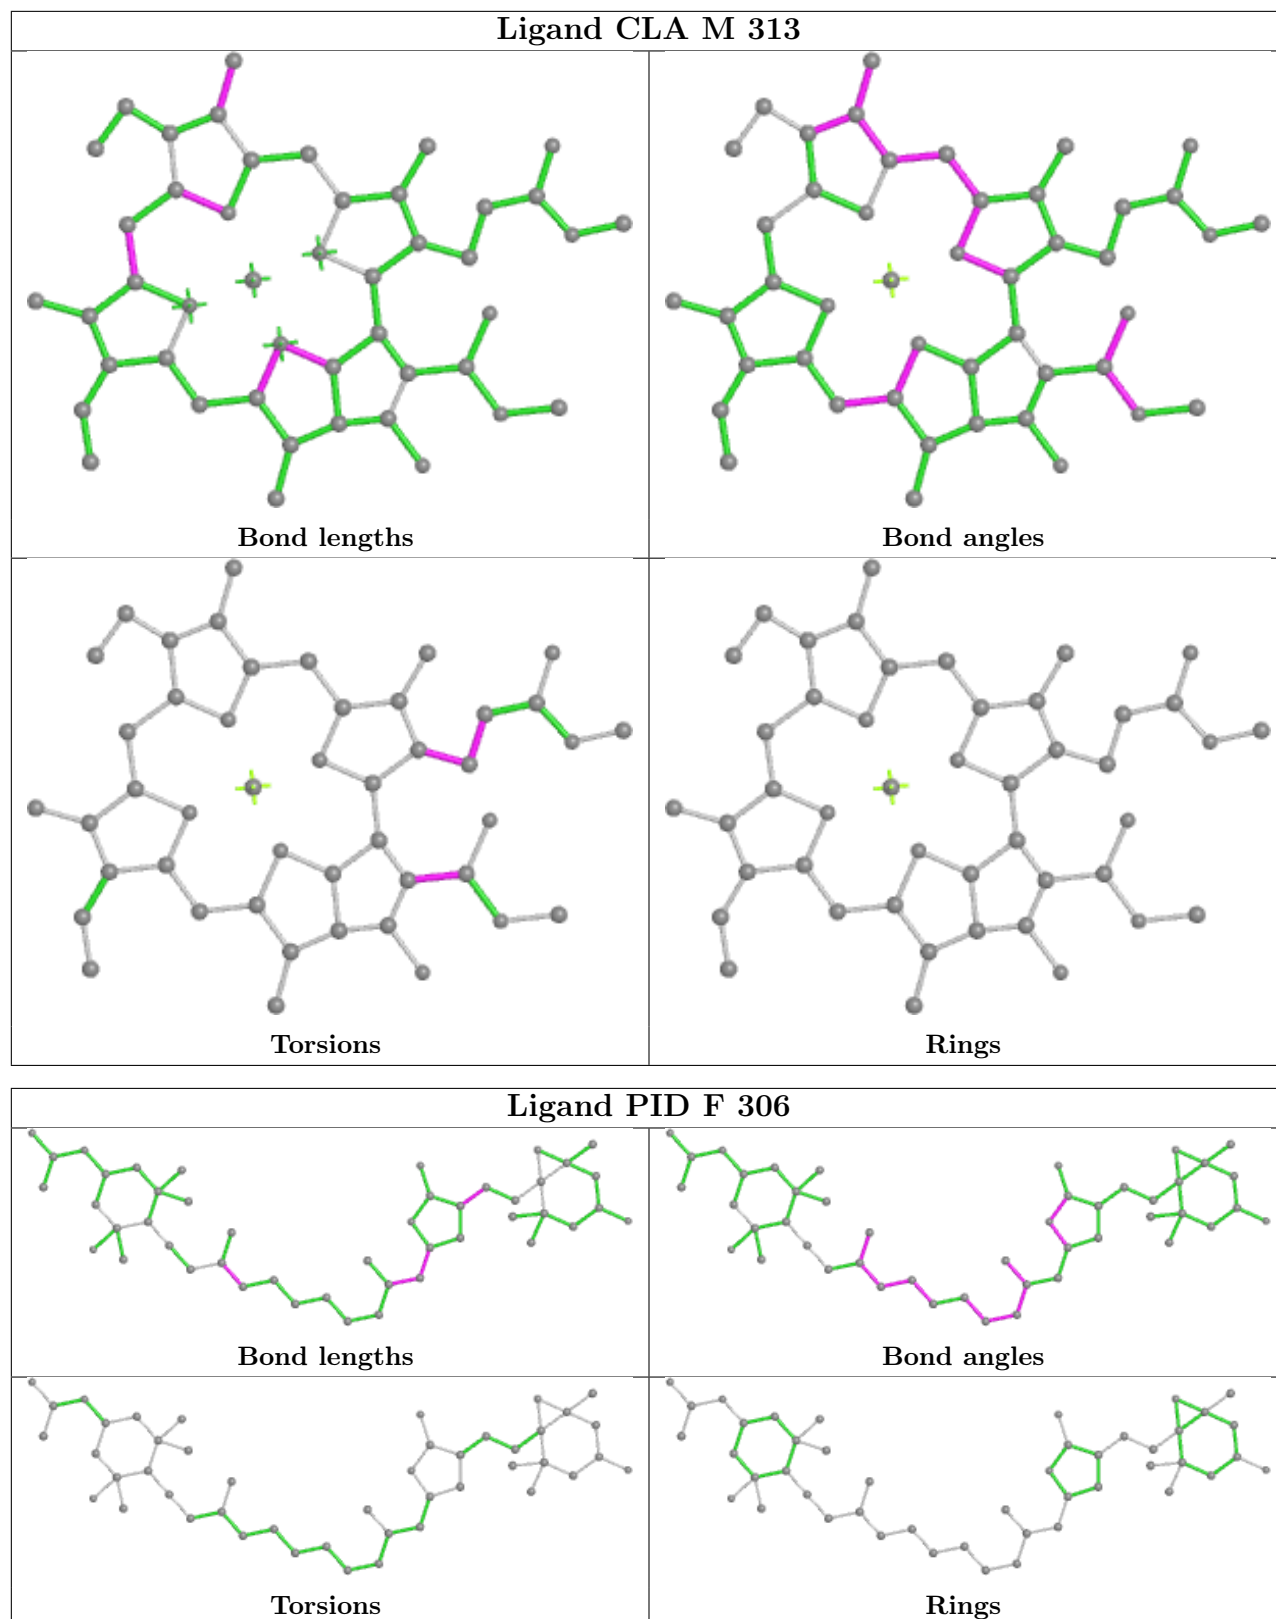 Ligand CLA M 313
Bond lengths
Bond angles
Torsions
Rings
Ligand PID F 306
Bond lengths
Bond angles
Torsions
Rings